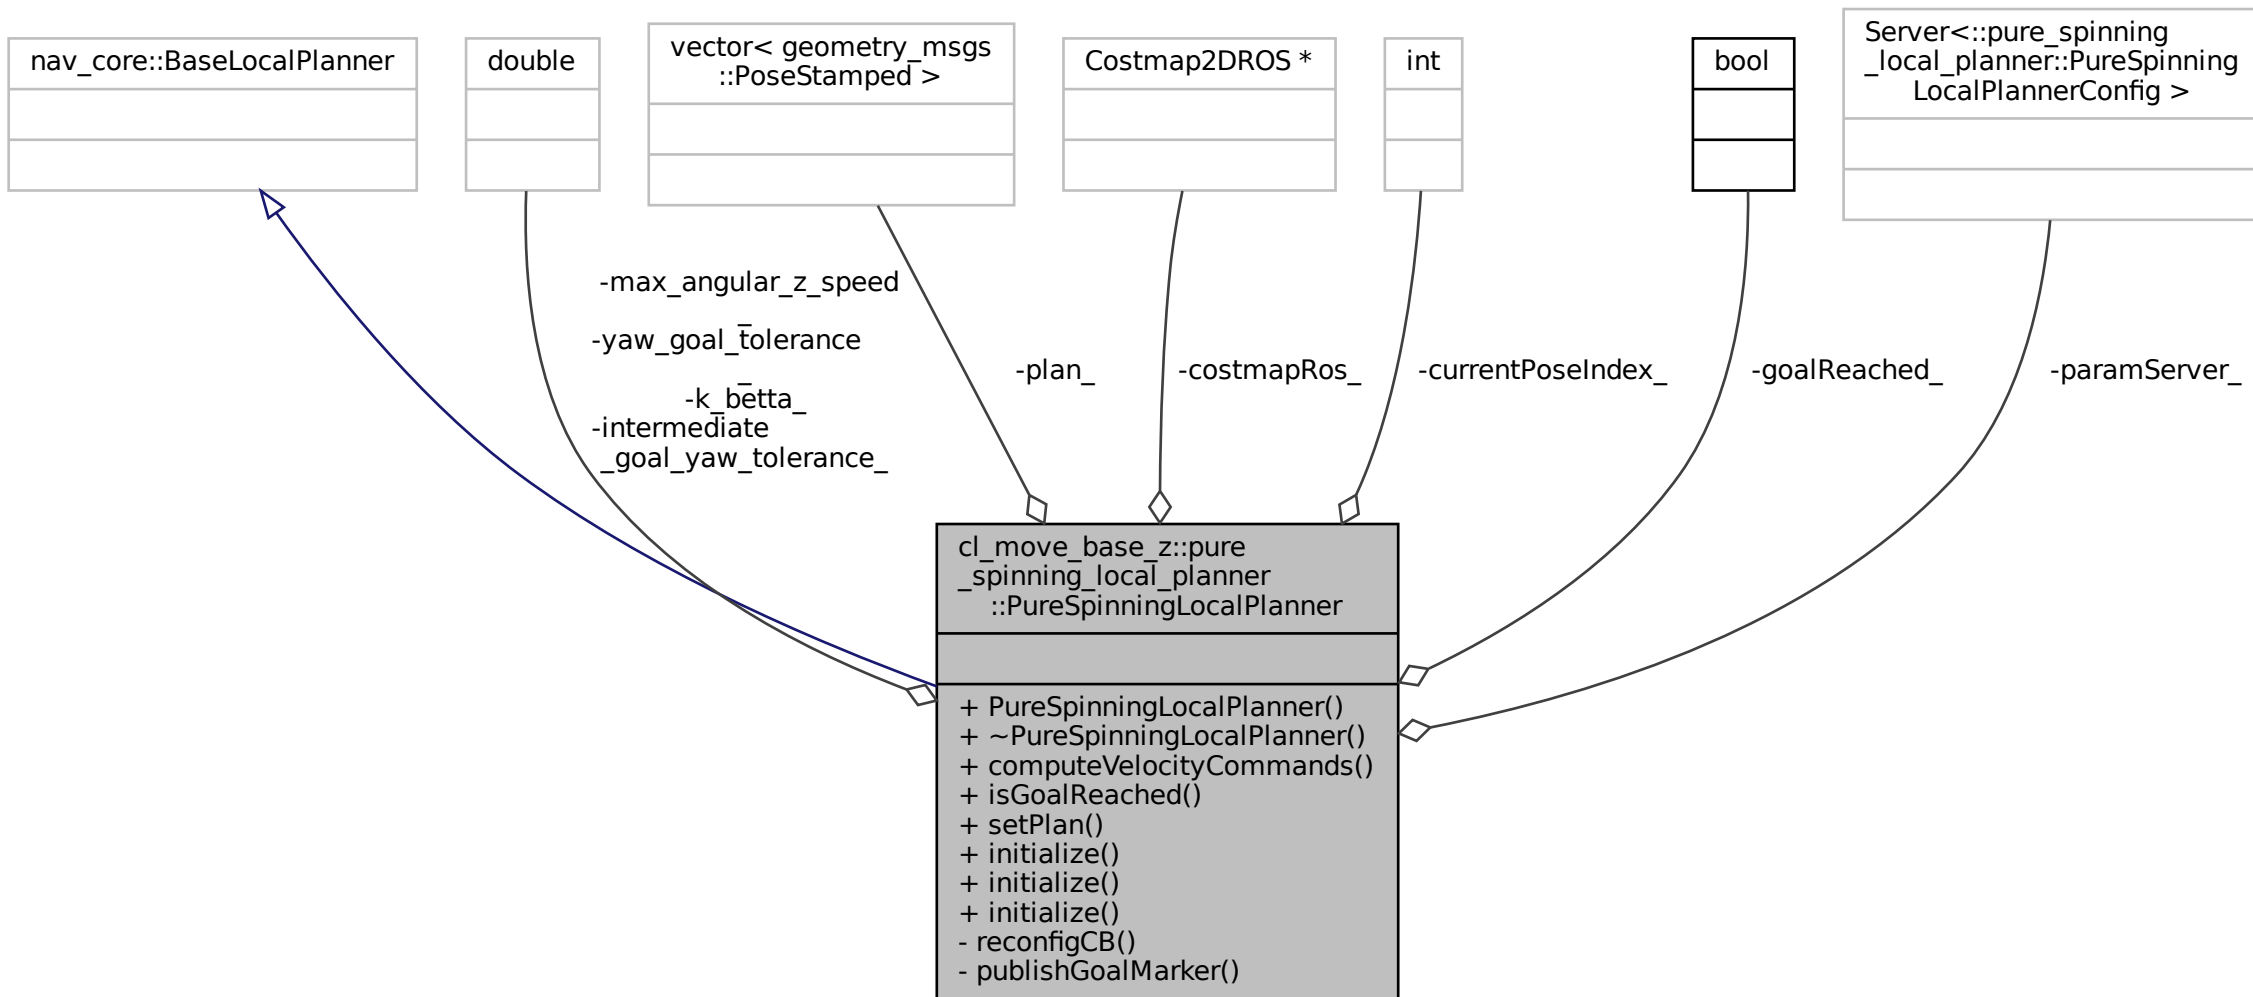 nav_core::BaseLocalPlanner
double
vector< geometry_msgs
::PoseStamped >
Costmap2DROS *
int
bool
Server<::pure_spinning
_local_planner::PureSpinning
LocalPlannerConfig >
-max_angular_z_speed
_
-yaw_goal_tolerance
_
-k_betta_
-intermediate
_goal_yaw_tolerance_
-plan_
-costmapRos_
-currentPoseIndex_
-goalReached_
-paramServer_
cl_move_base_z::pure
_spinning_local_planner
::PureSpinningLocalPlanner
+ PureSpinningLocalPlanner()
+ ~PureSpinningLocalPlanner()
+ computeVelocityCommands()
+ isGoalReached()
+ setPlan()
+ initialize()
+ initialize()
+ initialize()
- reconfigCB()
- publishGoalMarker()